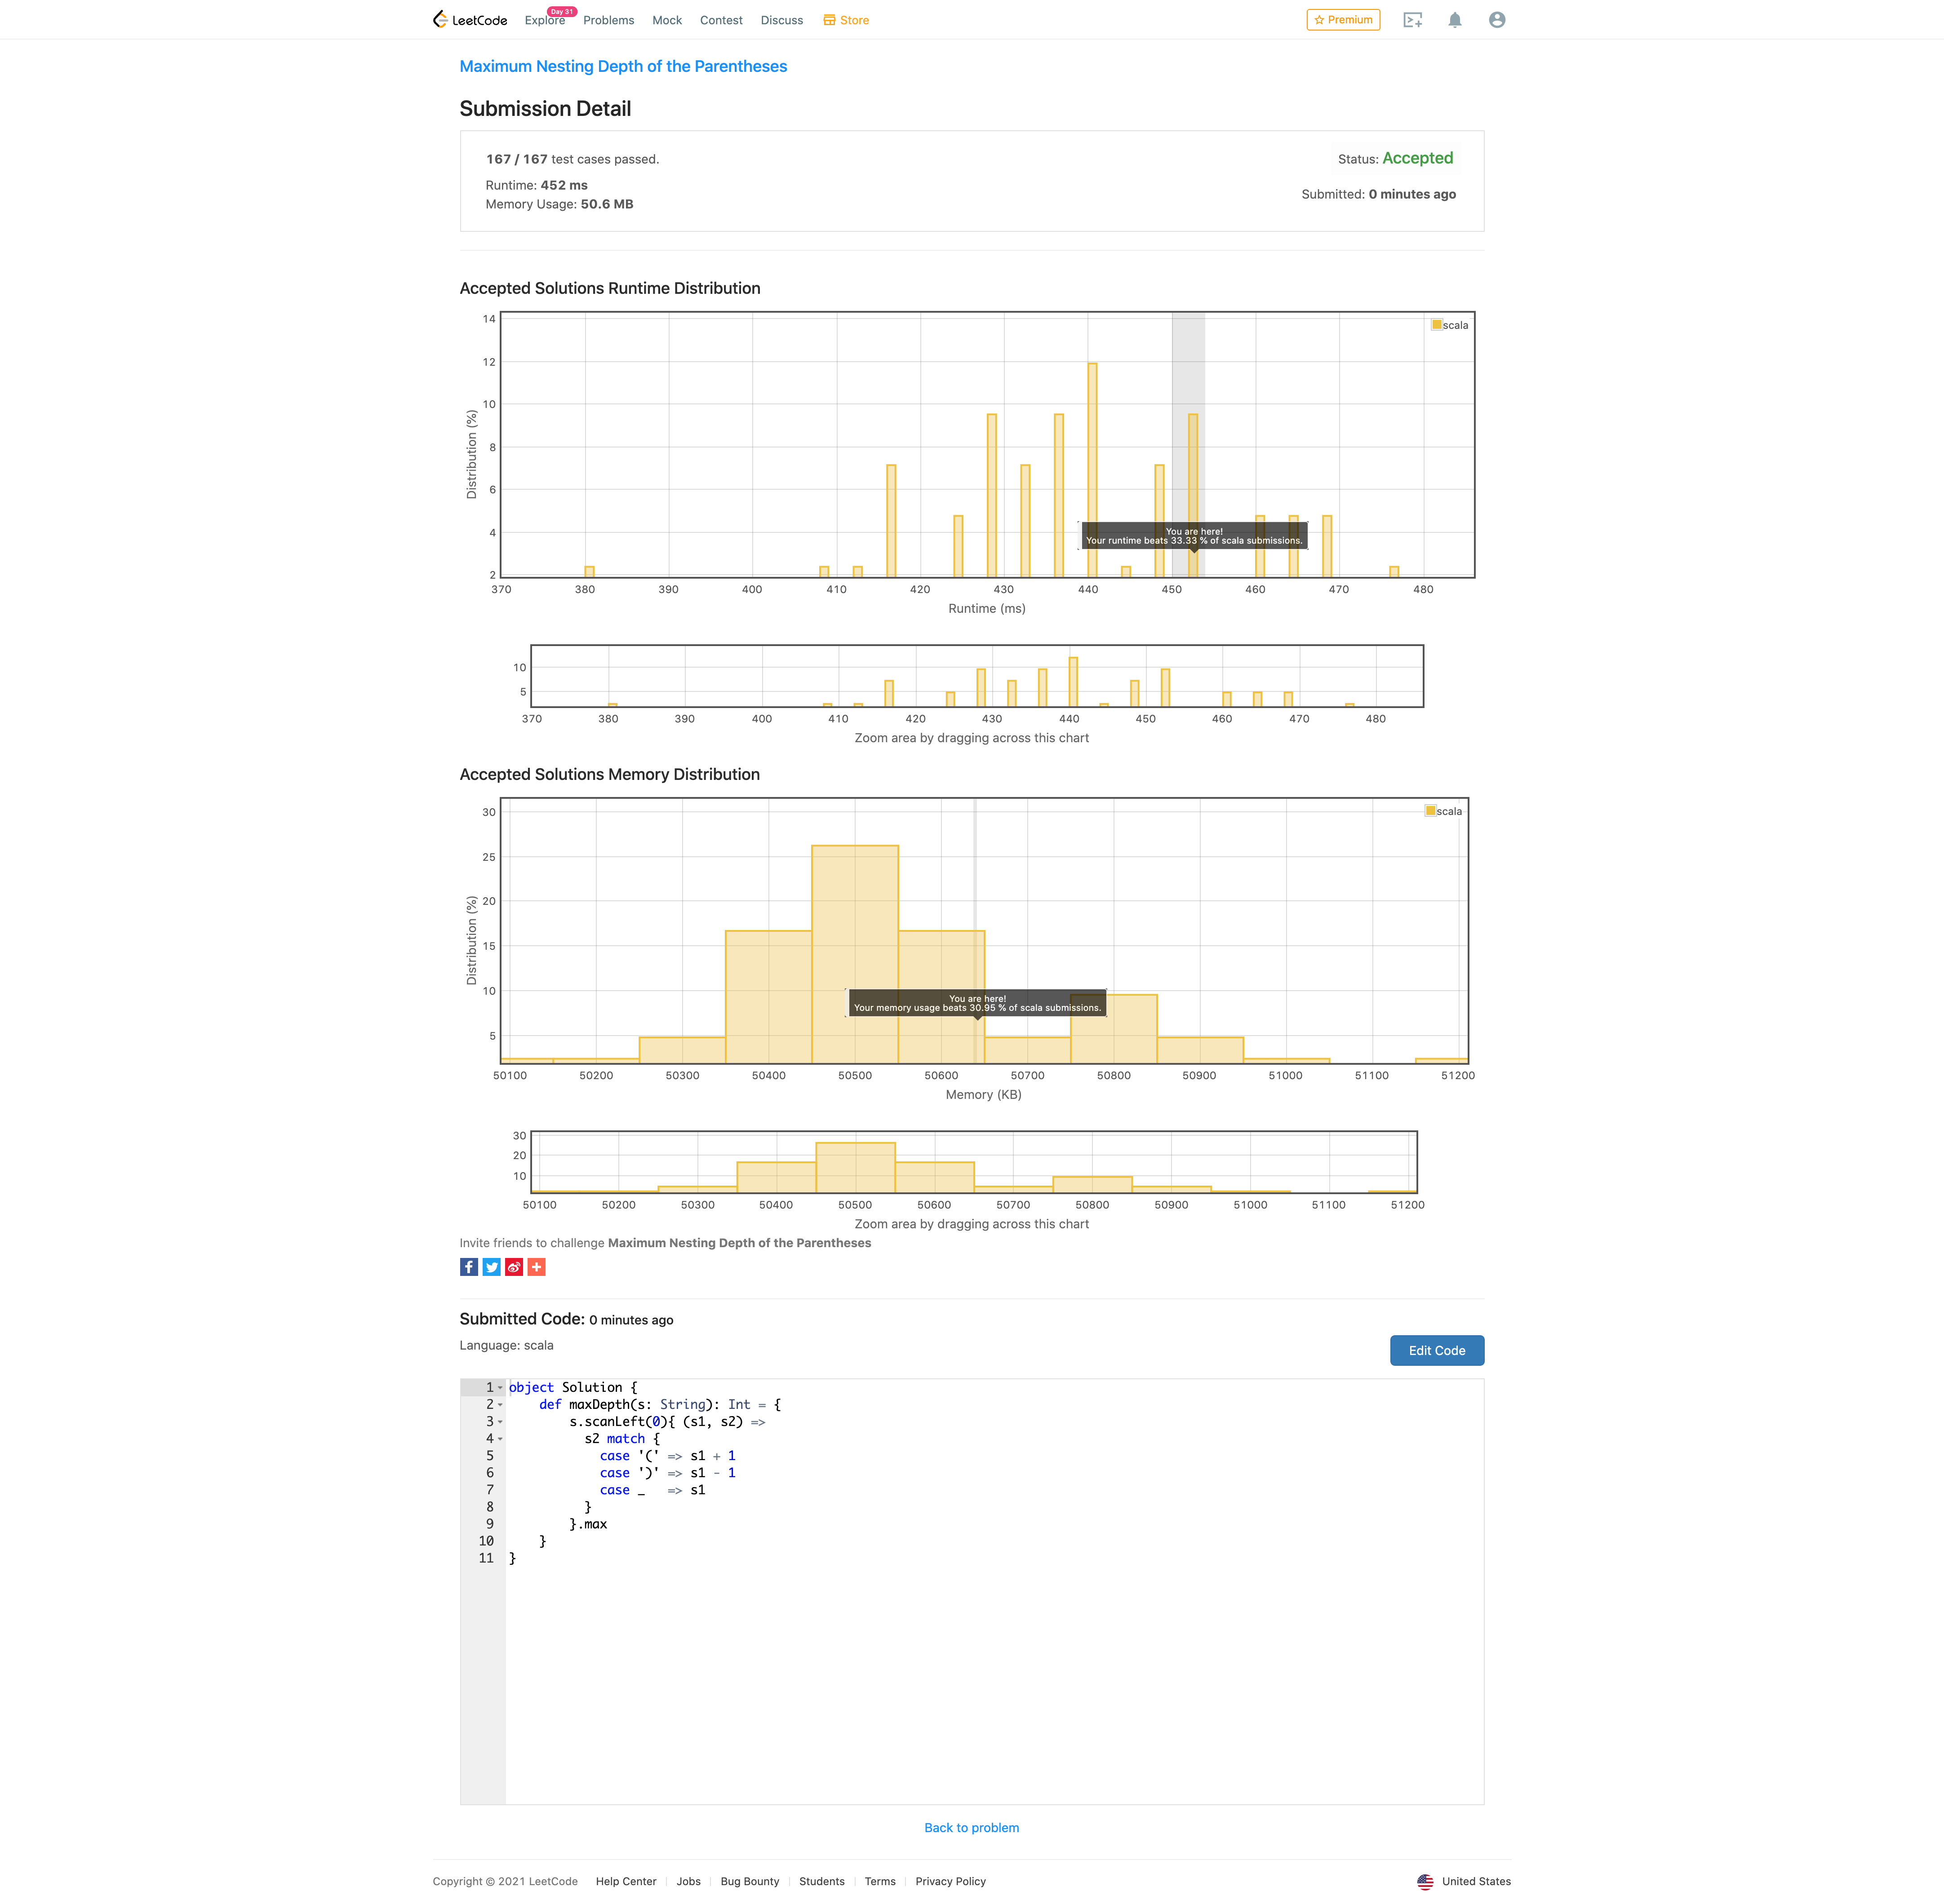 LeetCode Explore Day 31 Problems Mock Contest Discuss Store Premium
Maximum Nesting Depth of the Parentheses
Submission Detail
167 / 167 test cases passed.
Status: Accepted
Runtime: 452 ms
Submitted: 0 minutes ago
Memory Usage: 50.6 MB
Accepted Solutions Runtime Distribution
scala
14
12
10
8
6
4
2
Distribution (%)
You are here!
Your runtime beats 33.33 % of scala submissions.
370 380 390 400 410 420 430 440 450 460 470 480
Runtime (ms)
10
5
370 380 390 400 410 420 430 440 450 460 470 480
Zoom area by dragging across this chart
Accepted Solutions Memory Distribution
scala
30
25
20
15
10
5
Distribution (%)
You are here!
Your memory usage beats 30.95 % of scala submissions.
50100 50200 50300 50400 50500 50600 50700 50800 50900 51000 51100 51200
Memory (KB)
30
20
10
50100 50200 50300 50400 50500 50600 50700 50800 50900 51000 51100 51200
Zoom area by dragging across this chart
Invite friends to challenge Maximum Nesting Depth of the Parentheses
Submitted Code: 0 minutes ago
Language: scala
Edit Code
1 object Solution {
2     def maxDepth(s: String): Int = {
3         s.scanLeft(0){ (s1, s2) =>
4           s2 match {
5             case '(' => s1 + 1
6             case ')' => s1 - 1
7             case _   => s1
8           }
9         }.max
10     }
11 }
Back to problem
Copyright © 2021 LeetCode Help Center Jobs Bug Bounty Students Terms Privacy Policy United States